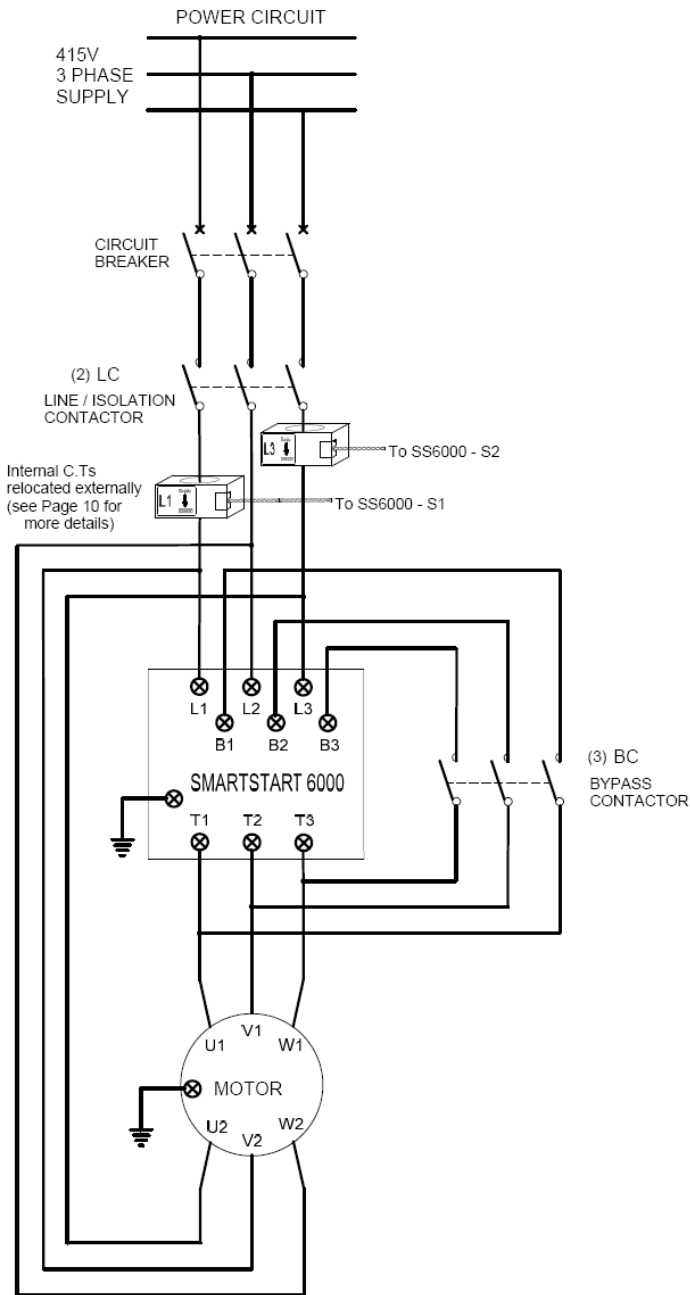 POWER CIRCUIT
415V
3 PHASE
SUPPLY
CIRCUIT
BREAKER
(2) LC
LINE / ISOLATION
CONTACTOR
L3
To SS6000 - S2
Internal C.Ts
relocated externally
(see Page 10 for
more details)
L1
To SS6000 - S1
L1 L2 L3
B1 B2 B3
(3) BC
BYPASS
CONTACTOR
SMARTSTART 6000
T1 T2 T3
U1 V1 W1
MOTOR
U2 V2 W2